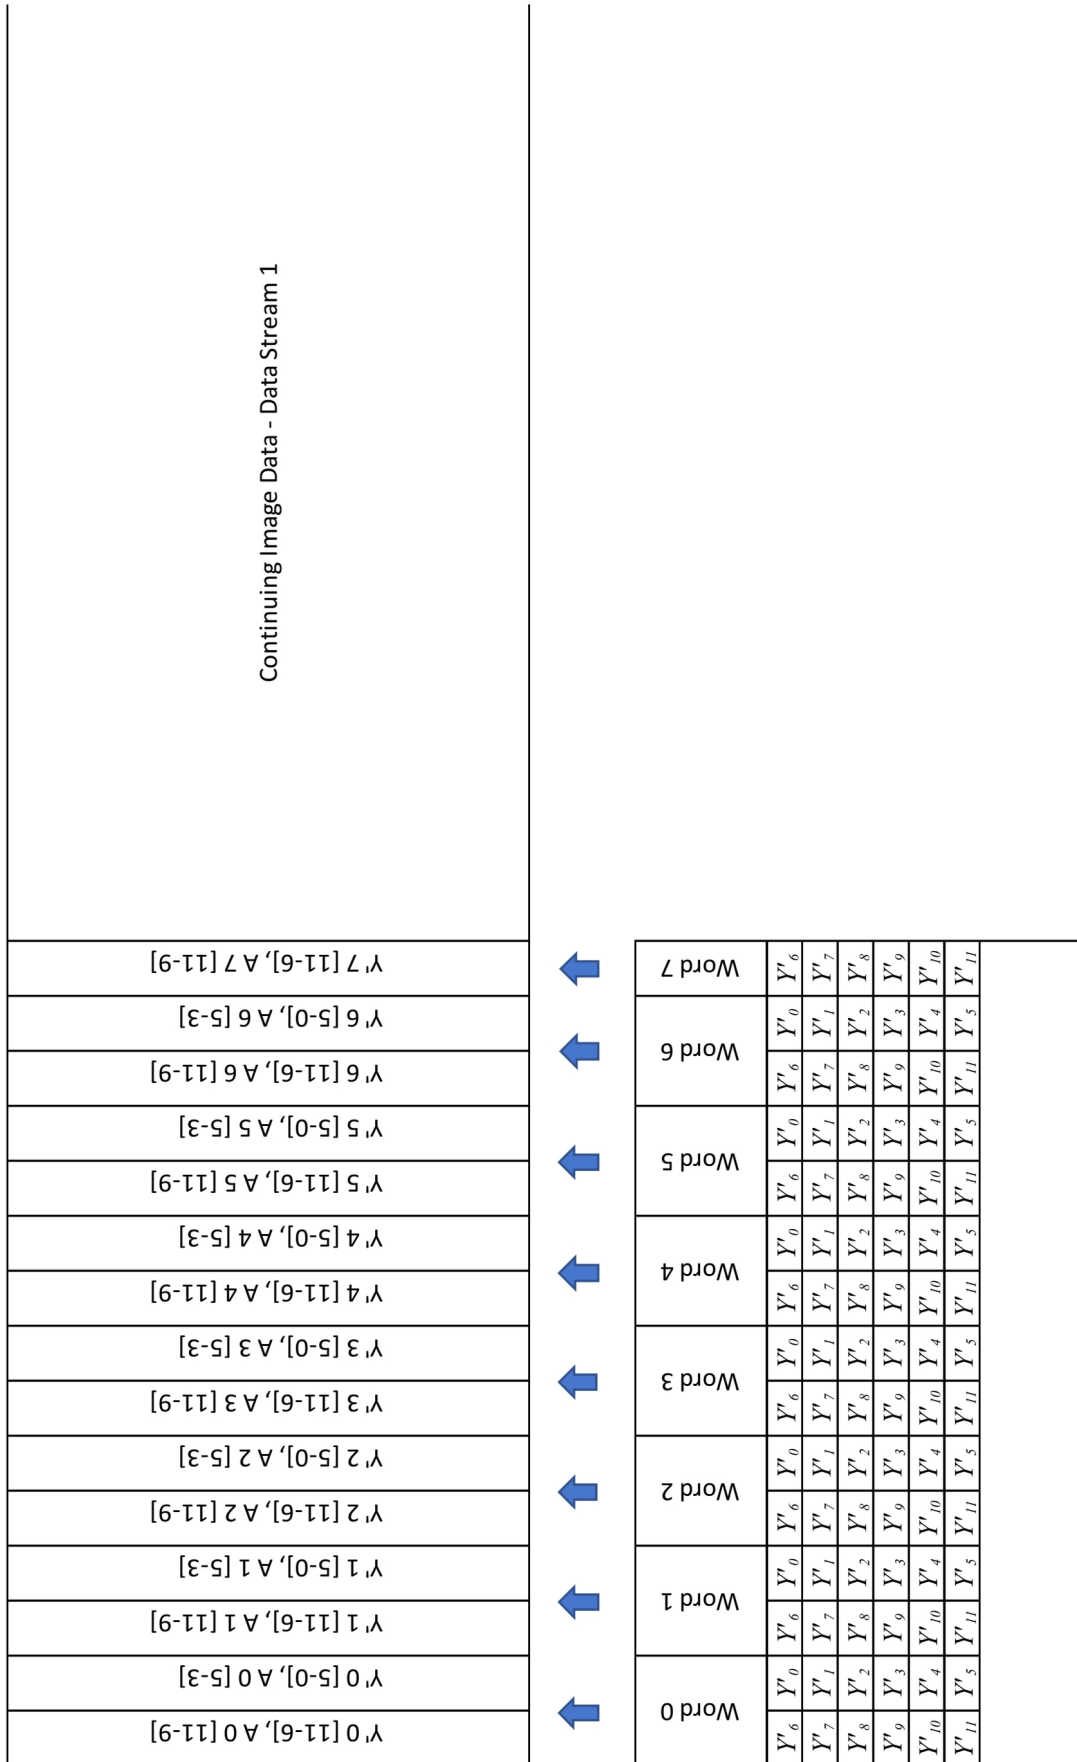 Y' 0 [11-6], A 0 [11-9]
Y' 0 [5-0], A 0 [5-3]
Y' 1 [11-6], A 1 [11-9]
Y' 1 [5-0], A 1 [5-3]
Y' 2 [11-6], A 2 [11-9]
Y' 2 [5-0], A 2 [5-3]
Y' 3 [11-6], A 3 [11-9]
Y' 3 [5-0], A 3 [5-3]
Y' 4 [11-6], A 4 [11-9]
Y' 4 [5-0], A 4 [5-3]
Y' 5 [11-6], A 5 [11-9]
Y' 5 [5-0], A 5 [5-3]
Y' 6 [11-6], A 6 [11-9]
Y' 6 [5-0], A 6 [5-3]
Y' 7 [11-6], A 7 [11-9]
Continuing Image Data - Data Stream 1
Word 0
Word 1
Word 2
Word 3
Word 4
Word 5
Word 6
Word 7
Y'6 Y'0 Y'6 Y'0 Y'6 Y'0 Y'6 Y'0 Y'6 Y'0 Y'6 Y'0 Y'6 Y'0 Y'6
Y'7 Y'1 Y'7 Y'1 Y'7 Y'1 Y'7 Y'1 Y'7 Y'1 Y'7 Y'1 Y'7 Y'1 Y'7
Y'8 Y'2 Y'8 Y'2 Y'8 Y'2 Y'8 Y'2 Y'8 Y'2 Y'8 Y'2 Y'8 Y'2 Y'8
Y'9 Y'3 Y'9 Y'3 Y'9 Y'3 Y'9 Y'3 Y'9 Y'3 Y'9 Y'3 Y'9 Y'3 Y'9
Y'10 Y'4 Y'10 Y'4 Y'10 Y'4 Y'10 Y'4 Y'10 Y'4 Y'10 Y'4 Y'10 Y'4 Y'10
Y'11 Y'5 Y'11 Y'5 Y'11 Y'5 Y'11 Y'5 Y'11 Y'5 Y'11 Y'5 Y'11 Y'5 Y'11